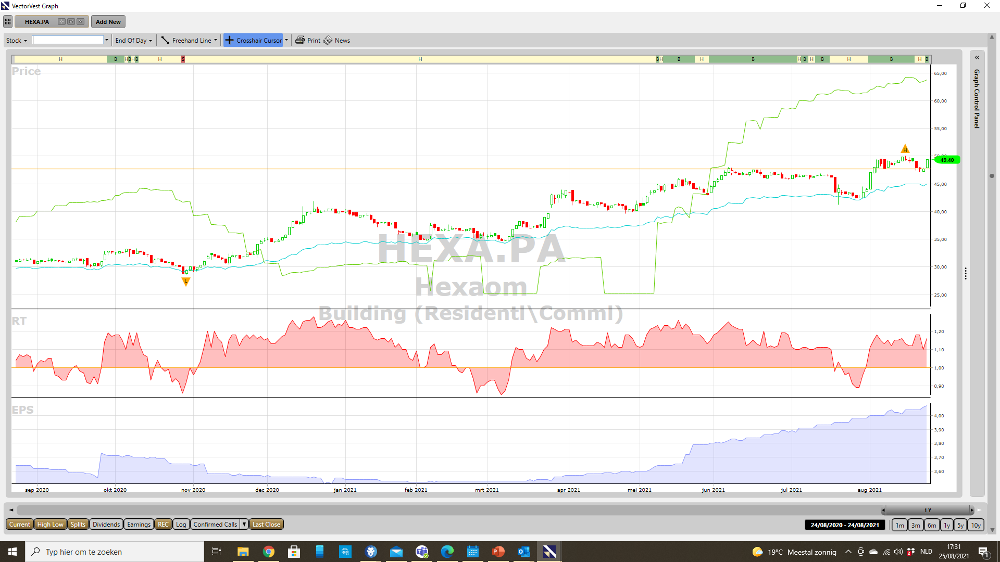 VectorVest Graph
HEXA.PA Add New
Stock End Of Day Freehand Line Crosshair Cursor Print News
H B H B H B H S H B H B H B H B H B H B H B
Price
65,00
60,00
55,00
50,00
49,40
45,00
40,00
35,00
30,00
25,00
H
L
HEXA.PA
Hexaom
Building (Residentl\Comml)
RT
1,20
1,10
1,00
0,90
EPS
4,00
3,90
3,80
3,70
3,60
sep 2020 okt 2020 nov 2020 dec 2020 jan 2021 feb 2021 mrt 2021 apr 2021 mei 2021 jun 2021 jul 2021 aug 2021
« Graph Control Panel
1 Y
Current High Low Splits Dividends Earnings REC Log Confirmed Calls Last Close 24/08/2020 - 24/08/2021 1m 3m 6m 1y 5y 10y
Typ hier om te zoeken
19°C Meestal zonnig NLD
17:31
25/08/2021
1